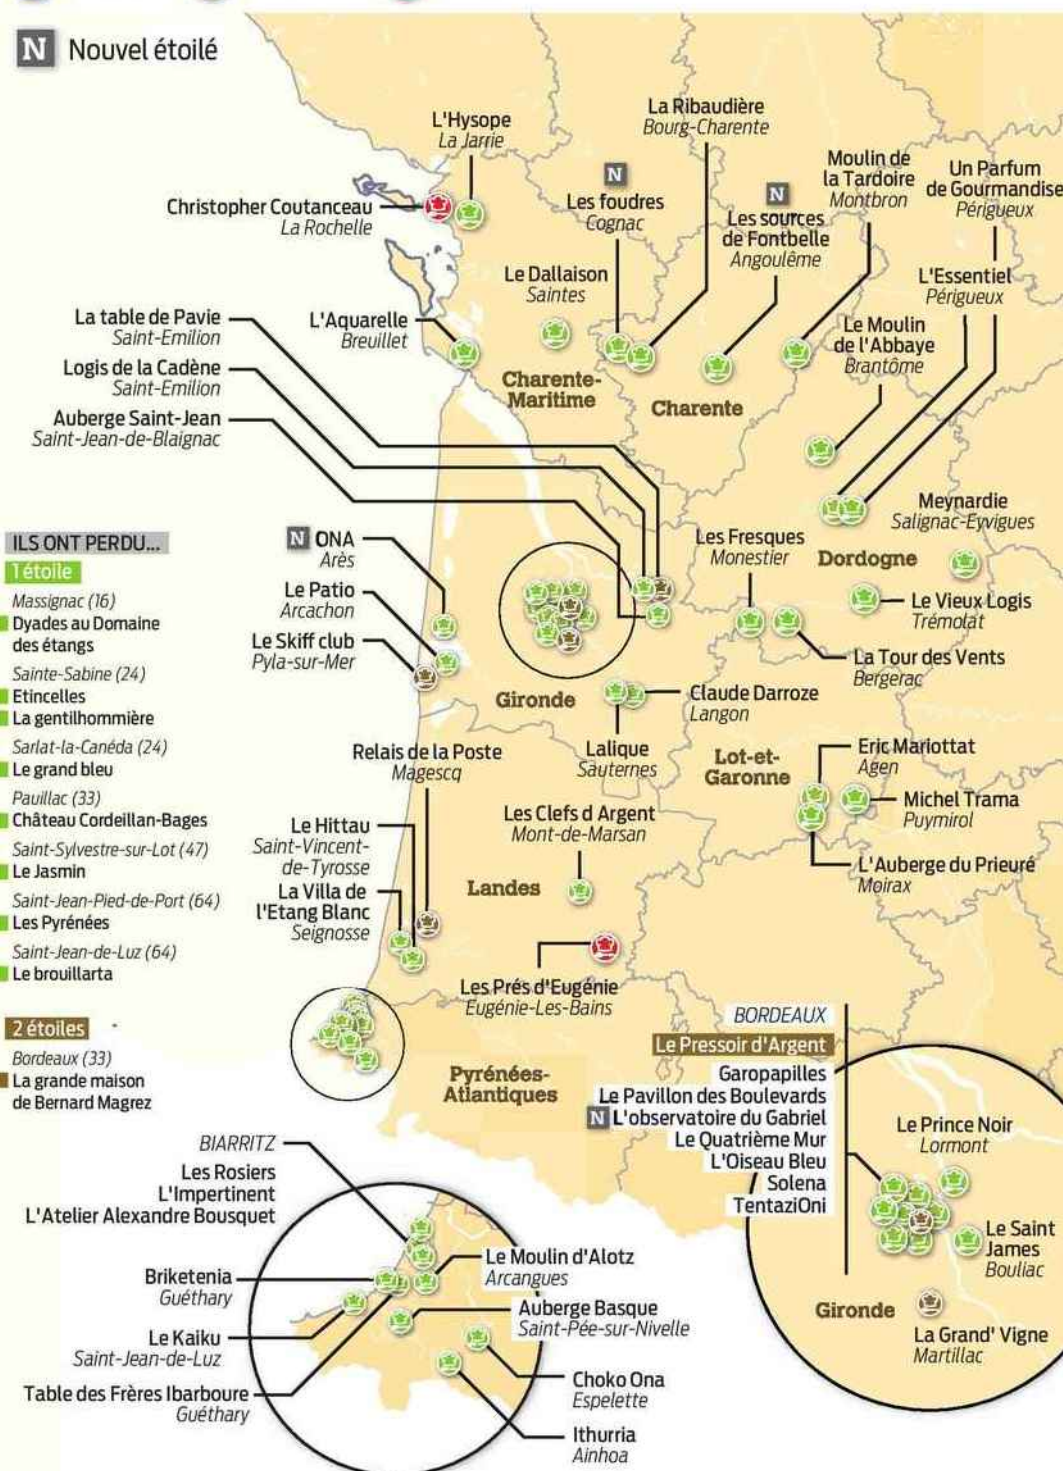 N Nouvel étoilé
L'Hysope
La Jarrie
Christopher Coutanceau
La Rochelle
La Ribaudière
Bourg-Charente
N
Les foudres
Cognac
N
Les sources
de Fontbelle
Angoulême
Moulin de
la Tardoire
Montbron
Un Parfum
de Gourmandise
Périgueux
L'Essentiel
Périgueux
Le Dallaison
Saintes
L'Aquarelle
Breuillet
Le Moulin
de l'Abbaye
Brantôme
La table de Pavie
Saint-Emilion
Logis de la Cadène
Saint-Emilion
Auberge Saint-Jean
Saint-Jean-de-Blaignac
Charente-
Maritime
Charente
Meynardie
Salignac-Eyvigues
Dordogne
Les Fresques
Monestier
Le Vieux Logis
Trémolat
La Tour des Vents
Bergerac
N ONA
Arès
Le Patio
Arcachon
Le Skiff club
Pyla-sur-Mer
Gironde
Claude Darroze
Langon
Lalique
Sauternes
Lot-et-
Garonne
Eric Mariottat
Agen
Michel Trama
Puymirol
L'Auberge du Prieuré
Moirax
Relais de la Poste
Magescq
Les Clefs d Argent
Mont-de-Marsan
Le Hittau
Saint-Vincent-
de-Tyrosse
La Villa de
l'Etang Blanc
Seignosse
Landes
Les Prés d'Eugénie
Eugénie-Les-Bains
Pyrénées-
Atlantiques
ILS ONT PERDU...
1 étoile
Massignac (16)
Dyades au Domaine
des étangs
Sainte-Sabine (24)
Etincelles
La gentilhommière
Sarlat-la-Canéda (24)
Le grand bleu
Pauillac (33)
Château Cordeillan-Bages
Saint-Sylvestre-sur-Lot (47)
Le Jasmin
Saint-Jean-Pied-de-Port (64)
Les Pyrénées
Saint-Jean-de-Luz (64)
Le brouillarta
2 étoiles
Bordeaux (33)
La grande maison
de Bernard Magrez
BORDEAUX
Le Pressoir d'Argent
Garopapilles
Le Pavillon des Boulevards
N L'observatoire du Gabriel
Le Quatrième Mur
L'Oiseau Bleu
Solena
TentaziOni
Le Prince Noir
Lormont
Le Saint
James
Bouliac
Gironde
La Grand' Vigne
Martillac
BIARRITZ
Les Rosiers
L'Impertinent
L'Atelier Alexandre Bousquet
Briketenia
Guéthary
Le Kaiku
Saint-Jean-de-Luz
Table des Frères Ibarboure
Guéthary
Le Moulin d'Alotz
Arcangues
Auberge Basque
Saint-Pée-sur-Nivelle
Choko Ona
Espelette
Ithurria
Ainhoa